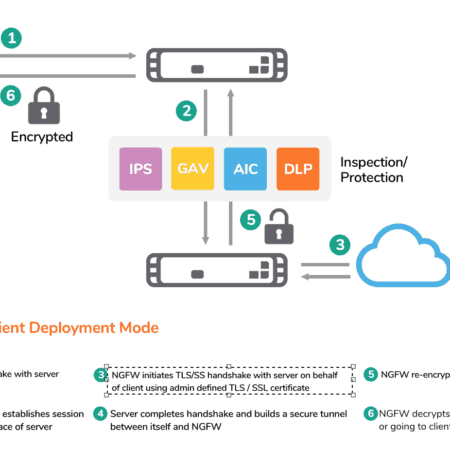 1
6
2
Encrypted
IPS GAV AIC DLP
Inspection/
Protection
5
3
ient Deployment Mode
ake with server
3 NGFW initiates TLS/SS handshake with server on behalf
of client using admin defined TLS / SSL certificate
5 NGFW re-encryp
establishes session
ace of server
4 Server completes handshake and builds a secure tunnel
between itself and NGFW
6 NGFW decrypts
or going to client